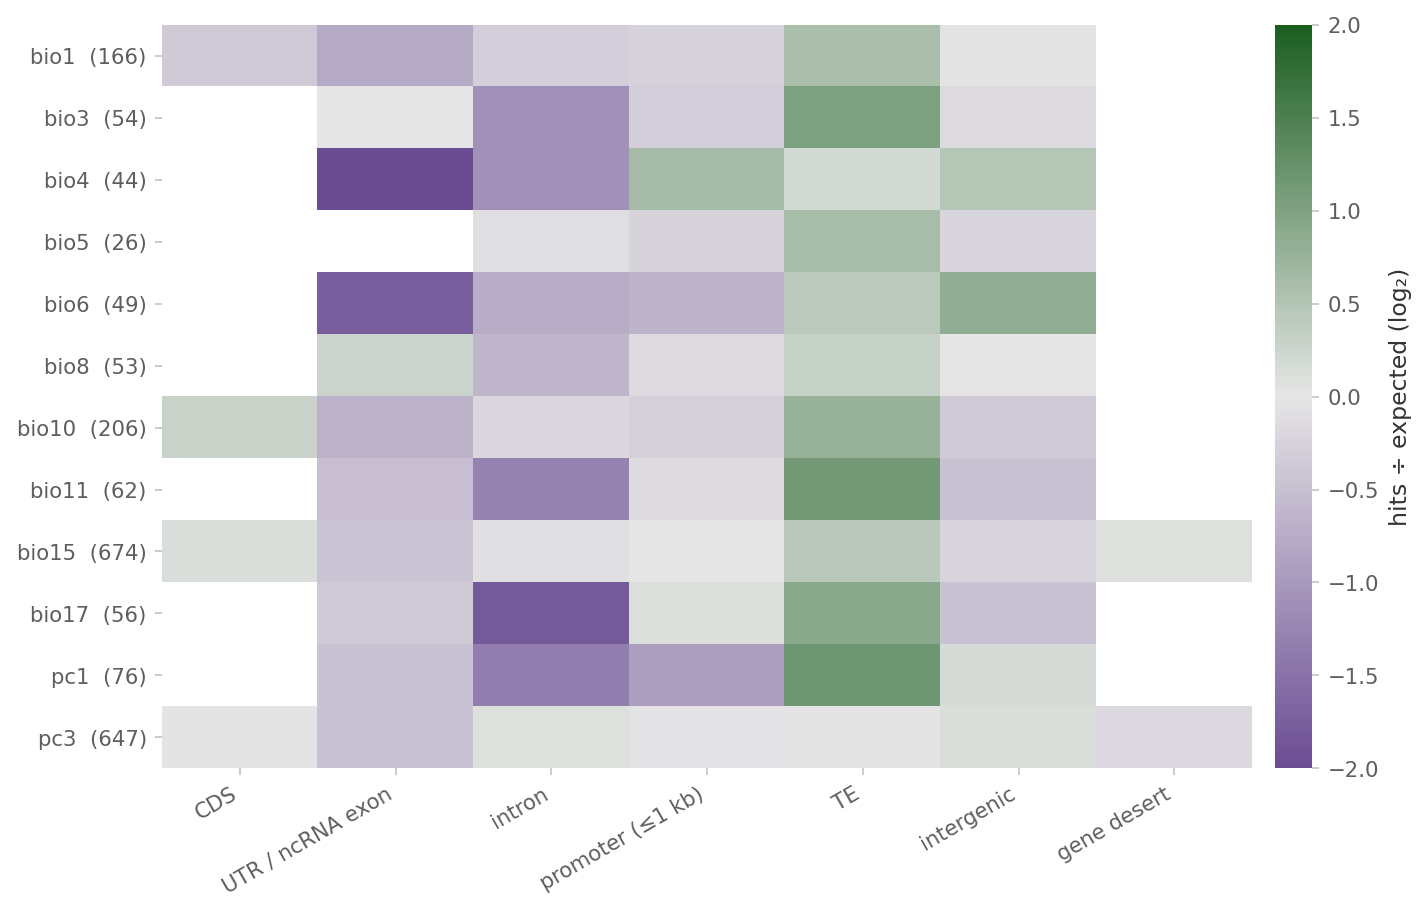 bio1 (166)
bio3 (54)
bio4 (44)
bio5 (26)
bio6 (49)
bio8 (53)
bio10 (206)
bio11 (62)
bio15 (674)
bio17 (56)
pc1 (76)
pc3 (647)
CDS
UTR / ncRNA exon
intron
promoter (≤1 kb)
TE
intergenic
gene desert
2.0
1.5
1.0
0.5
0.0
−0.5
−1.0
−1.5
−2.0
hits ÷ expected (log₂)